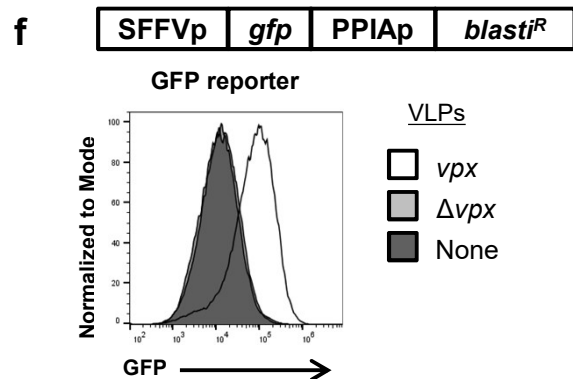 f
SFFVp gfp PPIAp blastiᴿ
GFP reporter
VLPs
vpx
Δvpx
None
Normalized to Mode
100
80
60
40
20
0
10² 10³ 10⁴ 10⁵ 10⁶
GFP